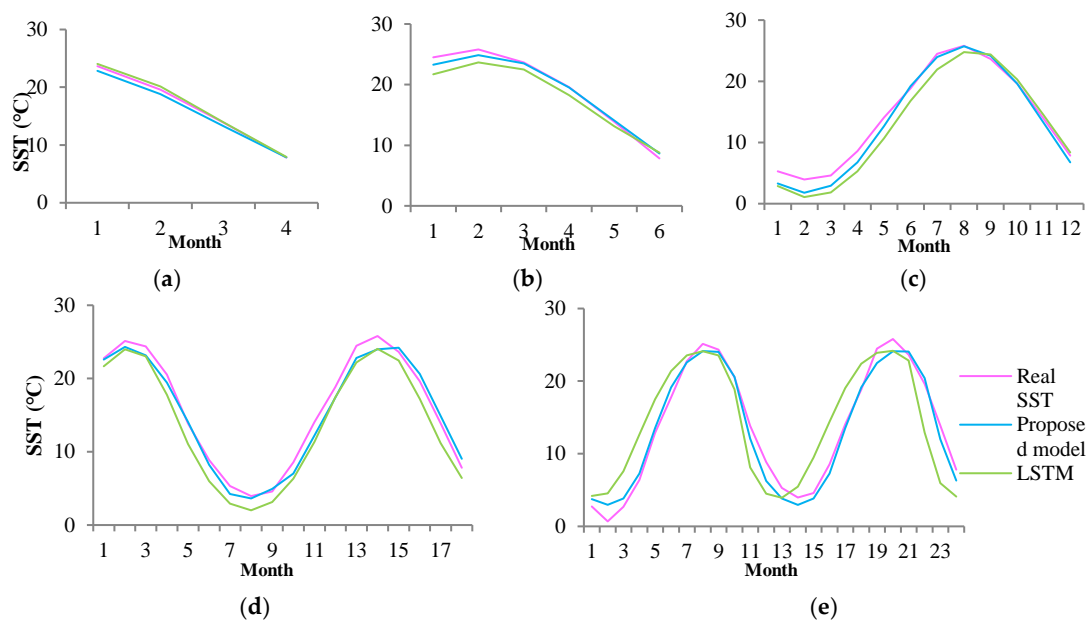 30
20
10
0
SST (℃)
1 2 3 4
Month
(a)
30
20
10
0
1 2 3 4 5 6
Month
(b)
30
20
10
0
1 2 3 4 5 6 7 8 9 10 11 12
Month
(c)
30
20
10
0
SST (℃)
1 3 5 7 9 11 13 15 17
Month
(d)
30
20
10
0
1 3 5 7 9 11 13 15 17 19 21 23
Month
(e)
Real
SST
Propose
d model
LSTM